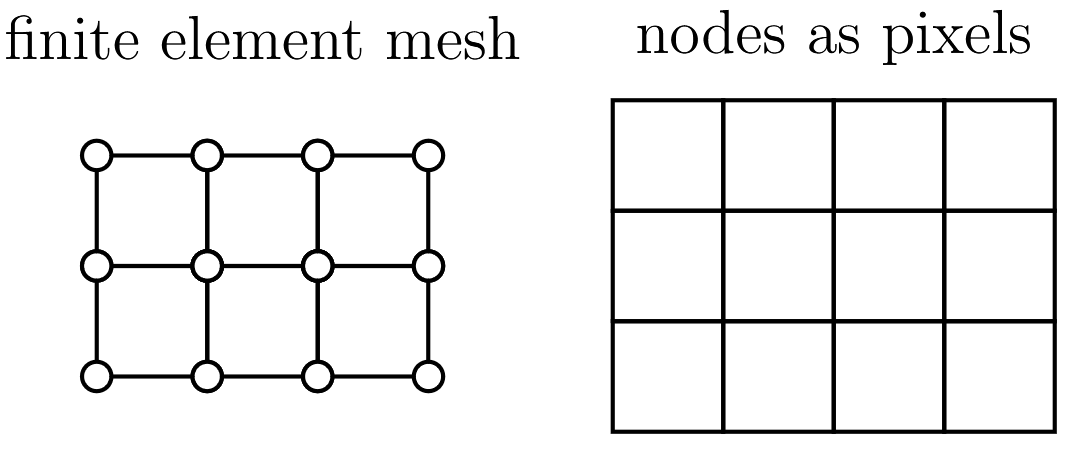 finite element mesh
nodes as pixels